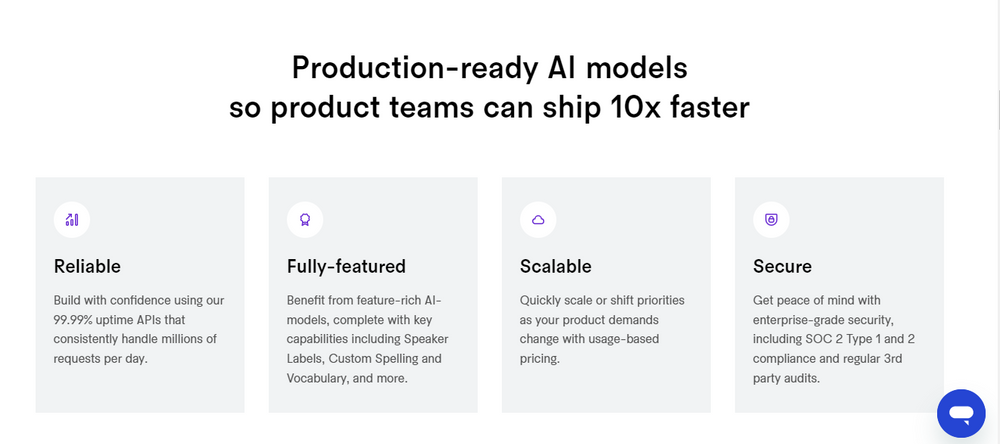 Production-ready AI models
so product teams can ship 10x faster
Reliable
Build with confidence using our
99.99% uptime APIs that
consistently handle millions of
requests per day.
Fully-featured
Benefit from feature-rich AI-
models, complete with key
capabilities including Speaker
Labels, Custom Spelling and
Vocabulary, and more.
Scalable
Quickly scale or shift priorities
as your product demands
change with usage-based
pricing.
Secure
Get peace of mind with
enterprise-grade security,
including SOC 2 Type 1 and 2
compliance and regular 3rd
party audits.